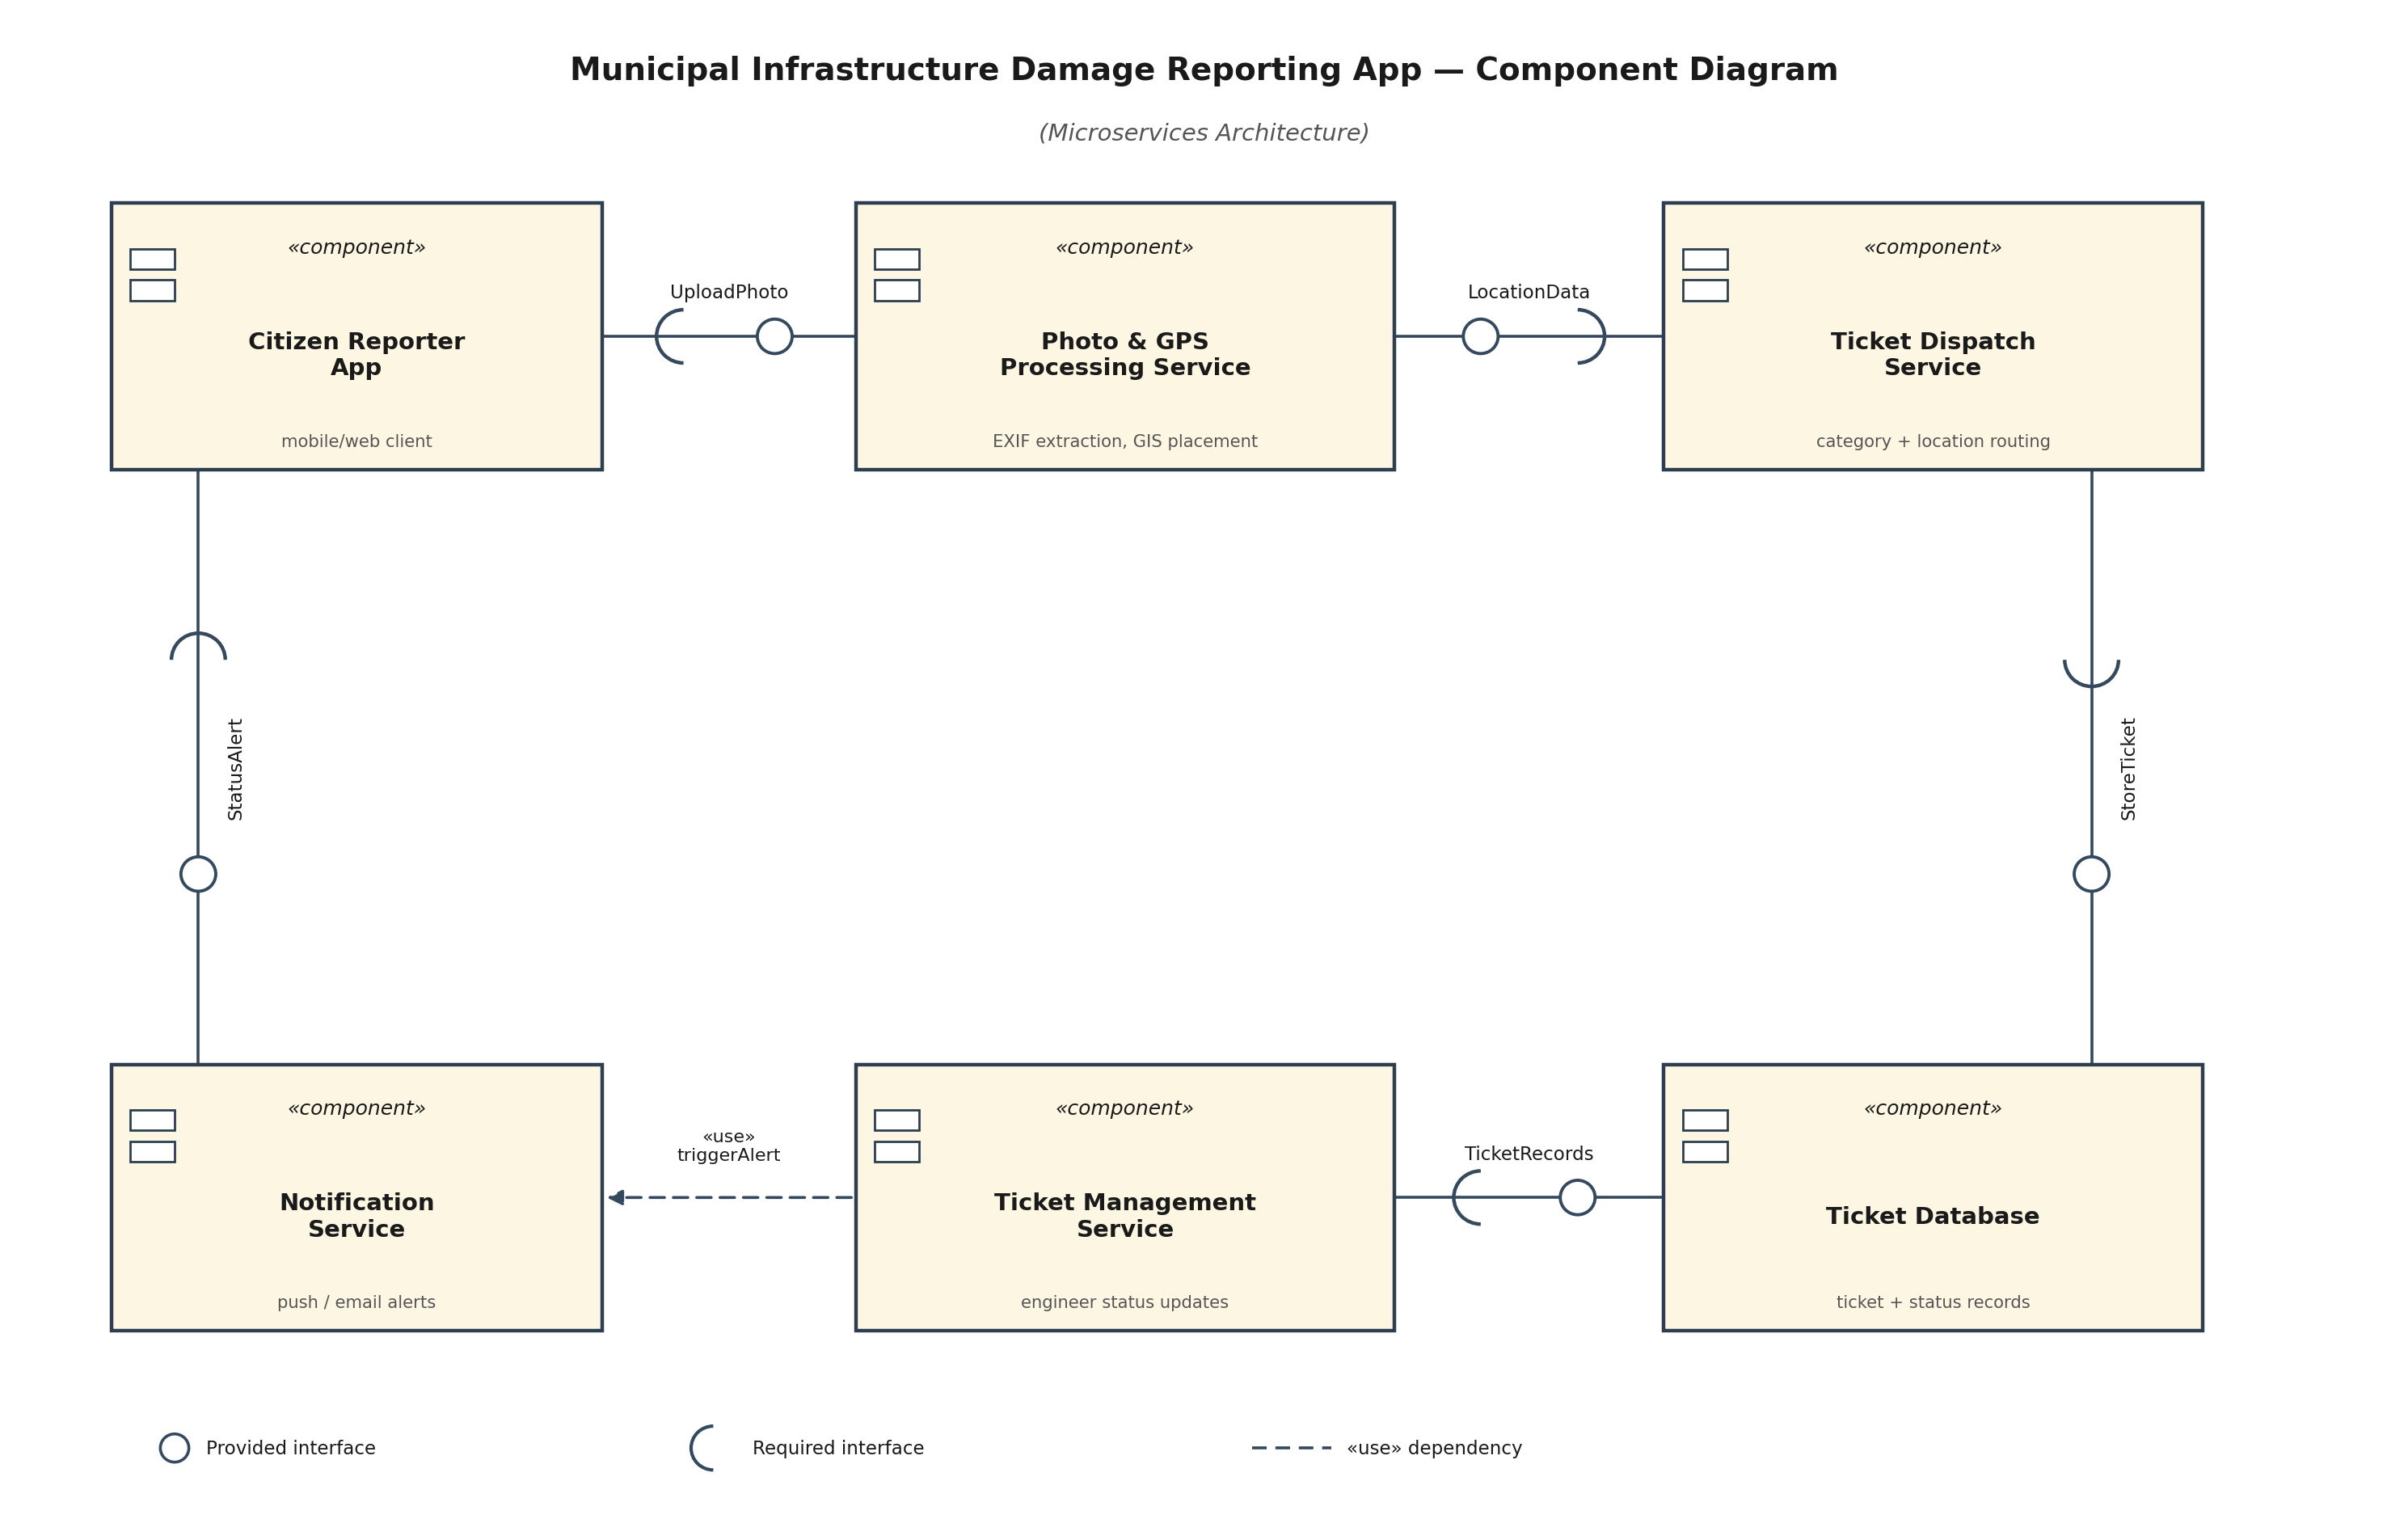 Municipal Infrastructure Damage Reporting App — Component Diagram
(Microservices Architecture)
«component»
Citizen Reporter
App
mobile/web client
UploadPhoto
«component»
Photo & GPS
Processing Service
EXIF extraction, GIS placement
LocationData
«component»
Ticket Dispatch
Service
category + location routing
StatusAlert
StoreTicket
«component»
Notification
Service
push / email alerts
«use»
triggerAlert
«component»
Ticket Management
Service
engineer status updates
TicketRecords
«component»
Ticket Database
ticket + status records
Provided interface
Required interface
«use» dependency